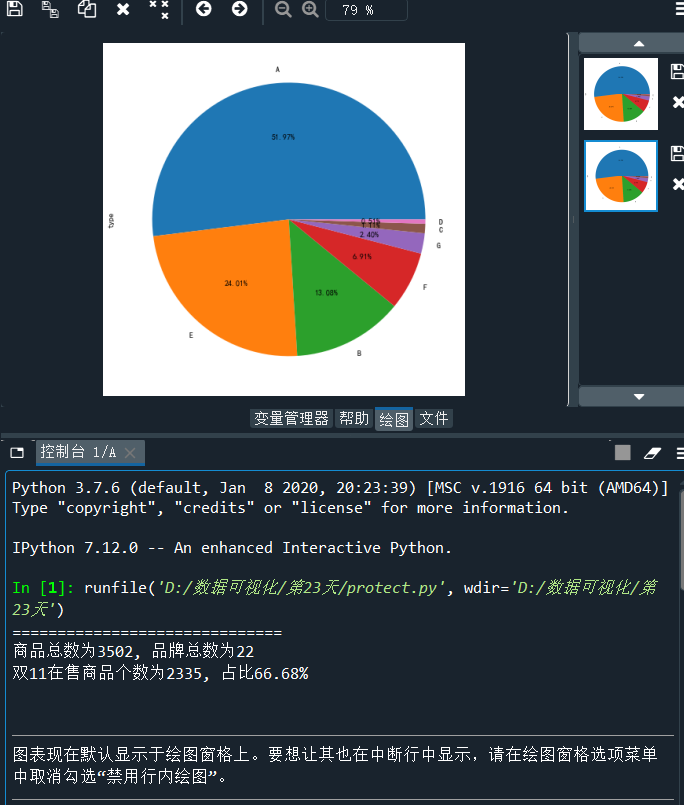 79 %
A
51.97%
type
0.51%
D
1.11%
C
2.40%
G
6.91%
F
24.01%
13.08%
E
B
变量管理器 帮助 绘图 文件
控制台 1/A
Python 3.7.6 (default, Jan  8 2020, 20:23:39) [MSC v.1916 64 bit (AMD64)]
Type "copyright", "credits" or "license" for more information.
IPython 7.12.0 -- An enhanced Interactive Python.
In [1]: runfile('D:/数据可视化/第23天/protect.py', wdir='D:/数据可视化/第
23天')
==============================
商品总数为3502, 品牌总数为22
双11在售商品个数为2335, 占比66.68%
图表现在默认显示于绘图窗格上。要想让其也在中断行中显示，请在绘图窗格选项菜单
中取消勾选“禁用行内绘图”。